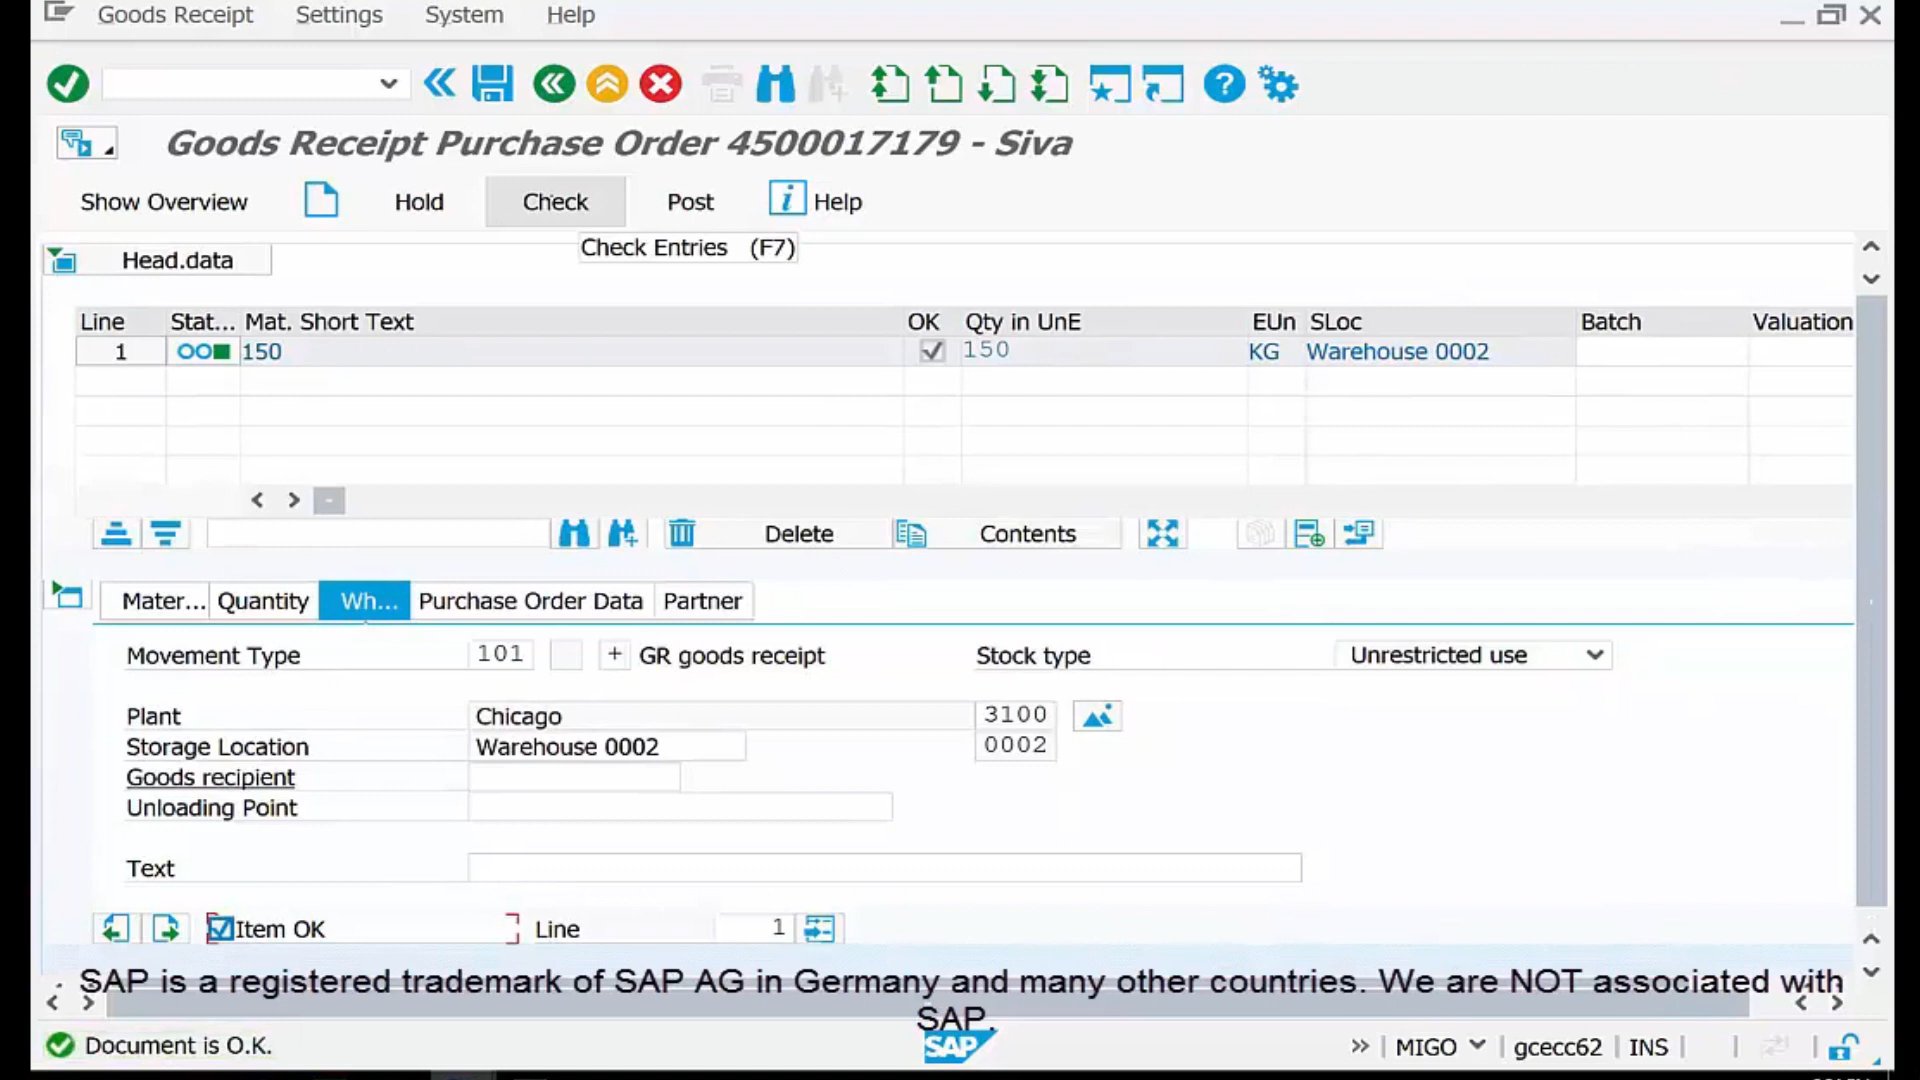 Goods Receipt Settings System Help
Goods Receipt Purchase Order 4500017179 - Siva
Show Overview Hold Check Post i Help
Check Entries (F7)
Head.data
Line Stat... Mat. Short Text OK Qty in UnE EUn SLoc Batch Valuation
1 150 150 KG Warehouse 0002
Delete Contents
Mater... Quantity Wh... Purchase Order Data Partner
Movement Type 101 + GR goods receipt Stock type Unrestricted use
Plant Chicago 3100
Storage Location Warehouse 0002 0002
Goods recipient
Unloading Point
Text
Item OK Line 1
SAP is a registered trademark of SAP AG in Germany and many other countries. We are NOT associated with
SAP.
Document is O.K. SAP MIGO gcecc62 INS